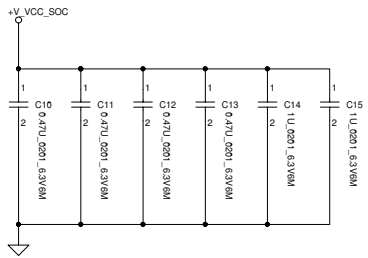 +V_VCC_SOC
1
1
1
1
1
1
C10
C11
C12
C13
C14
C15
2
2
2
2
2
2
0.47U_0201_6.3V6M
0.47U_0201_6.3V6M
0.47U_0201_6.3V6M
0.47U_0201_6.3V6M
1U_0201_6.3V6M
1U_0201_6.3V6M